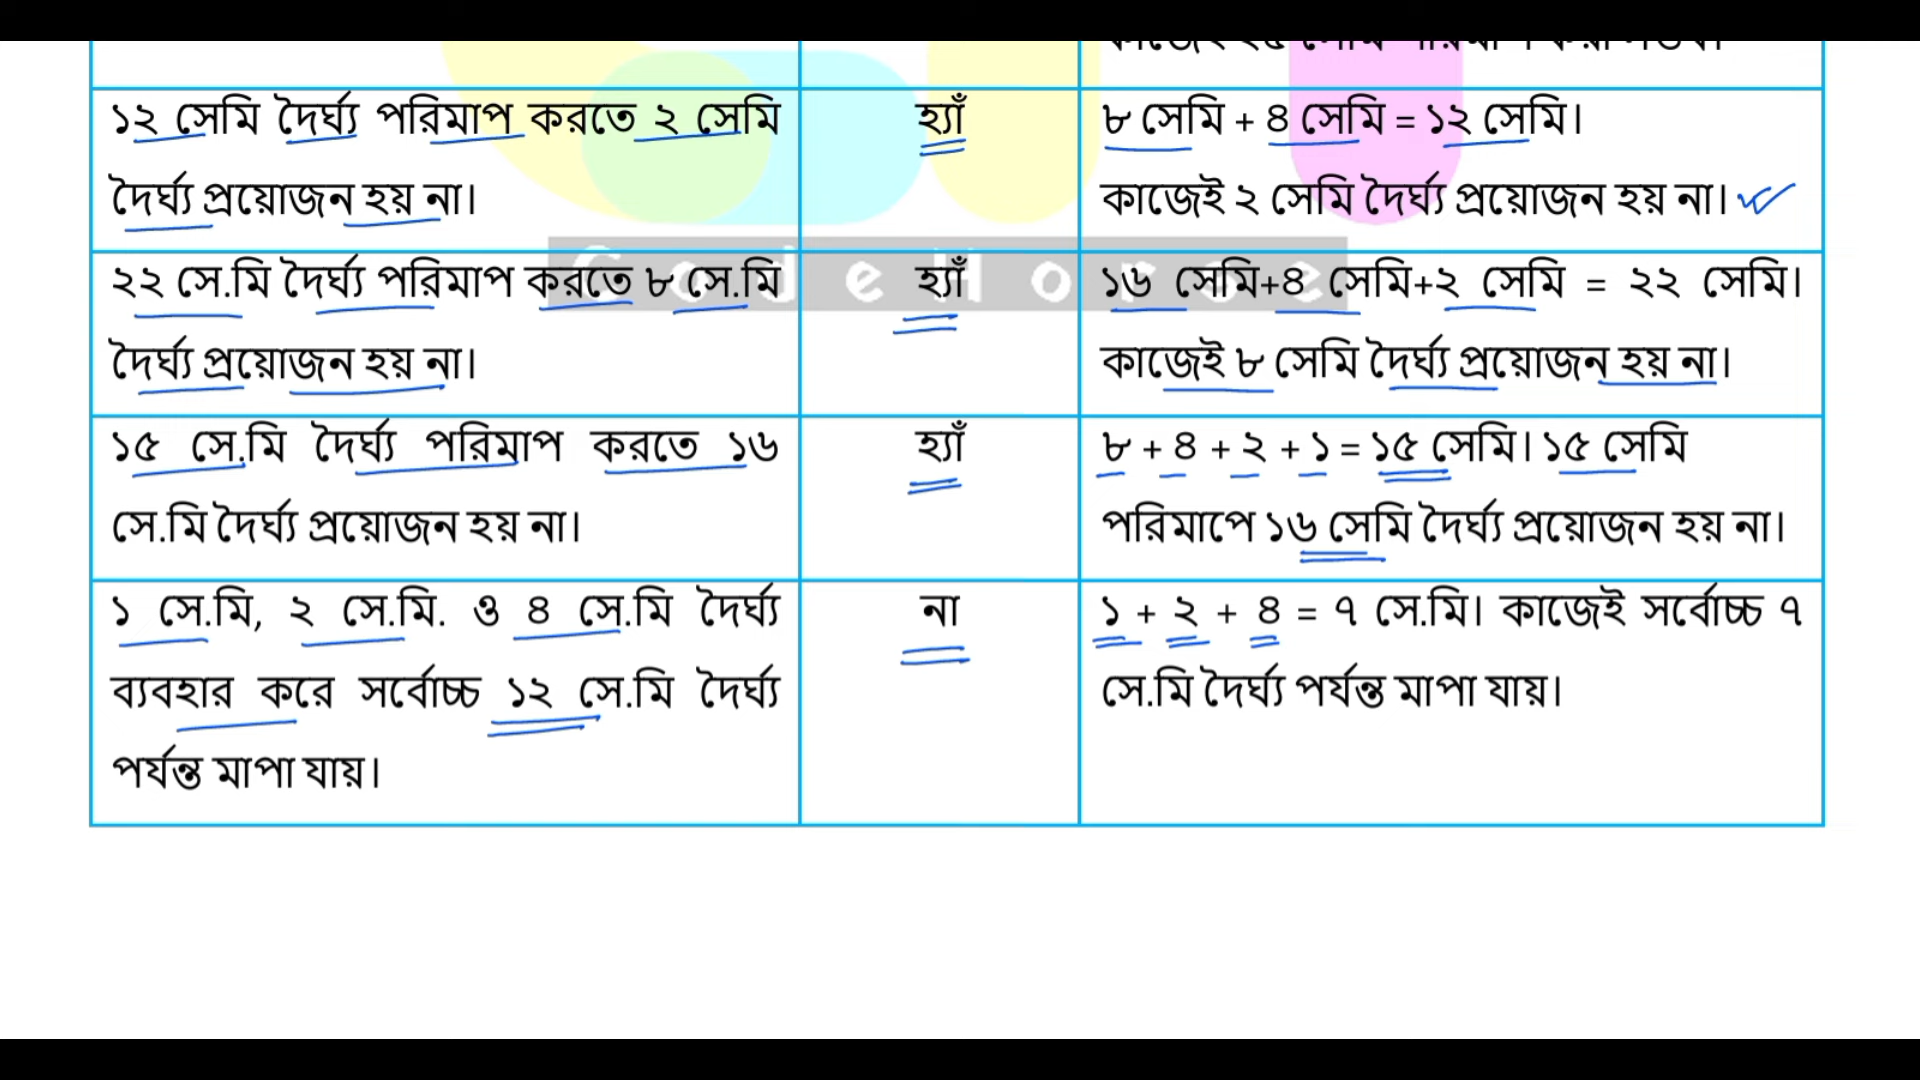 ১২ সেমি দৈর্ঘ্য পরিমাপ করতে ২ সেমি
দৈর্ঘ্য প্রয়োজন হয় না।
হ্যাঁ
৮ সেমি + ৪ সেমি = ১২ সেমি।
কাজেই ২ সেমি দৈর্ঘ্য প্রয়োজন হয় না।
২২ সে.মি দৈর্ঘ্য পরিমাপ করতে ৮ সে.মি
দৈর্ঘ্য প্রয়োজন হয় না।
হ্যাঁ
১৬ সেমি+৪ সেমি+২ সেমি = ২২ সেমি।
কাজেই ৮ সেমি দৈর্ঘ্য প্রয়োজন হয় না।
CodeHorse
১৫ সে.মি দৈর্ঘ্য পরিমাপ করতে ১৬
সে.মি দৈর্ঘ্য প্রয়োজন হয় না।
হ্যাঁ
৮ + ৪ + ২ + ১ = ১৫ সেমি। ১৫ সেমি
পরিমাপে ১৬ সেমি দৈর্ঘ্য প্রয়োজন হয় না।
১ সে.মি, ২ সে.মি. ও ৪ সে.মি দৈর্ঘ্য
ব্যবহার করে সর্বোচ্চ ১২ সে.মি দৈর্ঘ্য
পর্যন্ত মাপা যায়।
না
১ + ২ + ৪ = ৭ সে.মি। কাজেই সর্বোচ্চ ৭
সে.মি দৈর্ঘ্য পর্যন্ত মাপা যায়।